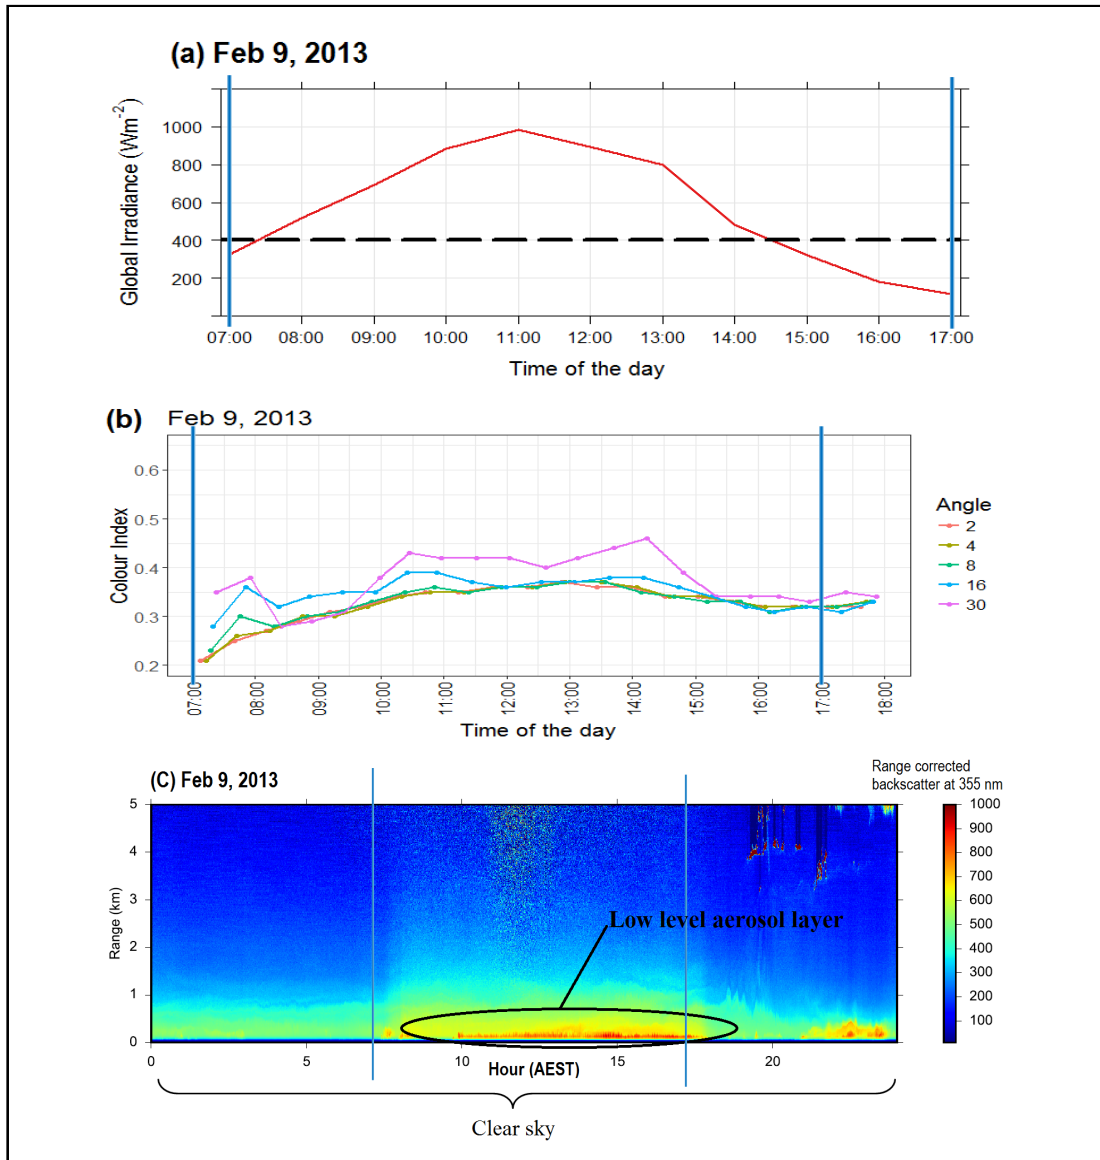 (a) Feb 9, 2013
Global Irradiance (Wm⁻²)
1000
800
600
400
200
07:00 08:00 09:00 10:00 11:00 12:00 13:00 14:00 15:00 16:00 17:00
Time of the day
(b) Feb 9, 2013
Colour Index
0.6
0.5
0.4
0.3
0.2
07:00 08:00 09:00 10:00 11:00 12:00 13:00 14:00 15:00 16:00 17:00 18:00
Time of the day
Angle
2
4
8
16
30
(C) Feb 9, 2013
Range corrected
backscatter at 355 nm
Range (km)
5
4
3
2
1
0
Low level aerosol layer
0 5 10 15 20
Hour (AEST)
1000
900
800
700
600
500
400
300
200
100
Clear sky